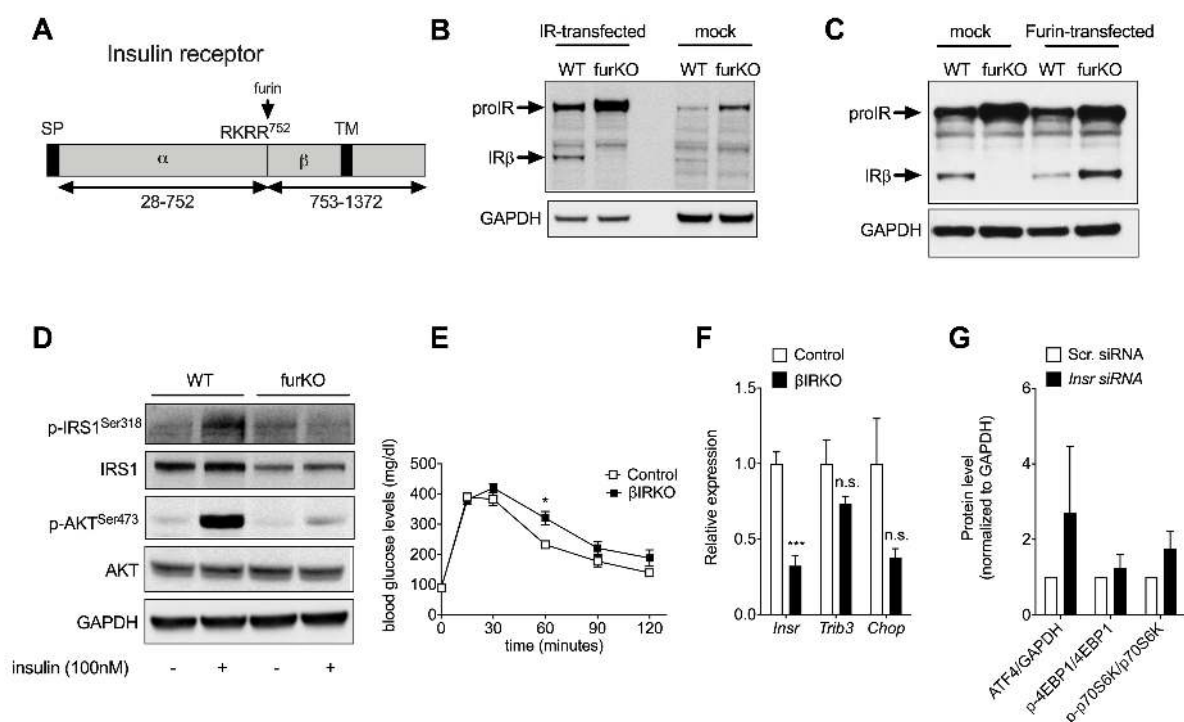 A
Insulin receptor
furin
SP
RKRR752
TM
α
β
28-752
753-1372
B
IR-transfected
mock
WT furKO
WT furKO
proIR
IRβ
GAPDH
C
mock
Furin-transfected
WT furKO
WT furKO
proIR
IRβ
GAPDH
D
WT
furKO
p-IRS1Ser318
IRS1
p-AKTSer473
AKT
GAPDH
insulin (100nM)
- + - +
E
Control
βIRKO
blood glucose levels (mg/dl)
500
400
300
200
100
0
*
0 30 60 90 120
time (minutes)
F
Control
βIRKO
Relative expression
1.5
1.0
0.5
0.0
***
n.s.
n.s.
Insr Trib3 Chop
G
Scr. siRNA
Insr siRNA
Protein level
(normalized to GAPDH)
6
4
2
0
ATF4/GAPDH
p-4EBP1/4EBP1
p-p70S6K/p70S6K